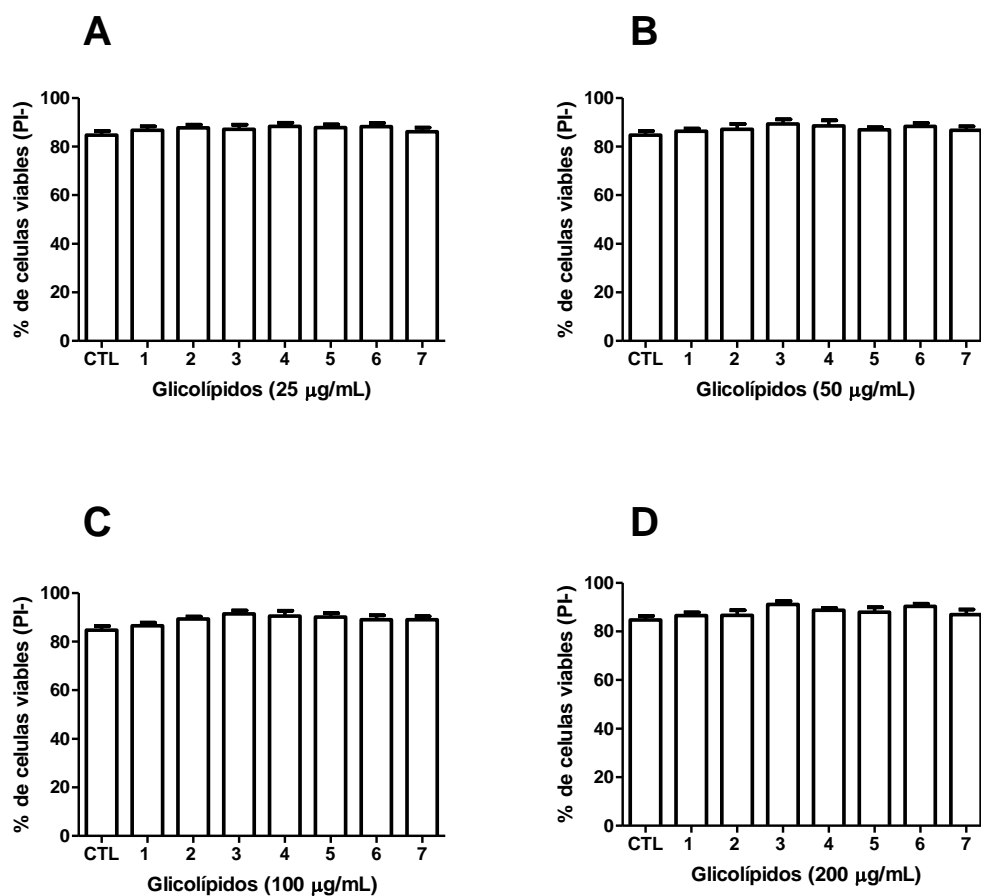 A
% de celulas viables (PI-)
100
80
60
40
20
0
CTL 1 2 3 4 5 6 7
Glicolípidos (25 µg/mL)
B
% de celulas viables (PI-)
100
80
60
40
20
0
CTL 1 2 3 4 5 6 7
Glicolípidos (50 µg/mL)
C
% de celulas viables (PI-)
100
80
60
40
20
0
CTL 1 2 3 4 5 6 7
Glicolípidos (100 µg/mL)
D
% de celulas viables (PI-)
100
80
60
40
20
0
CTL 1 2 3 4 5 6 7
Glicolípidos (200 µg/mL)